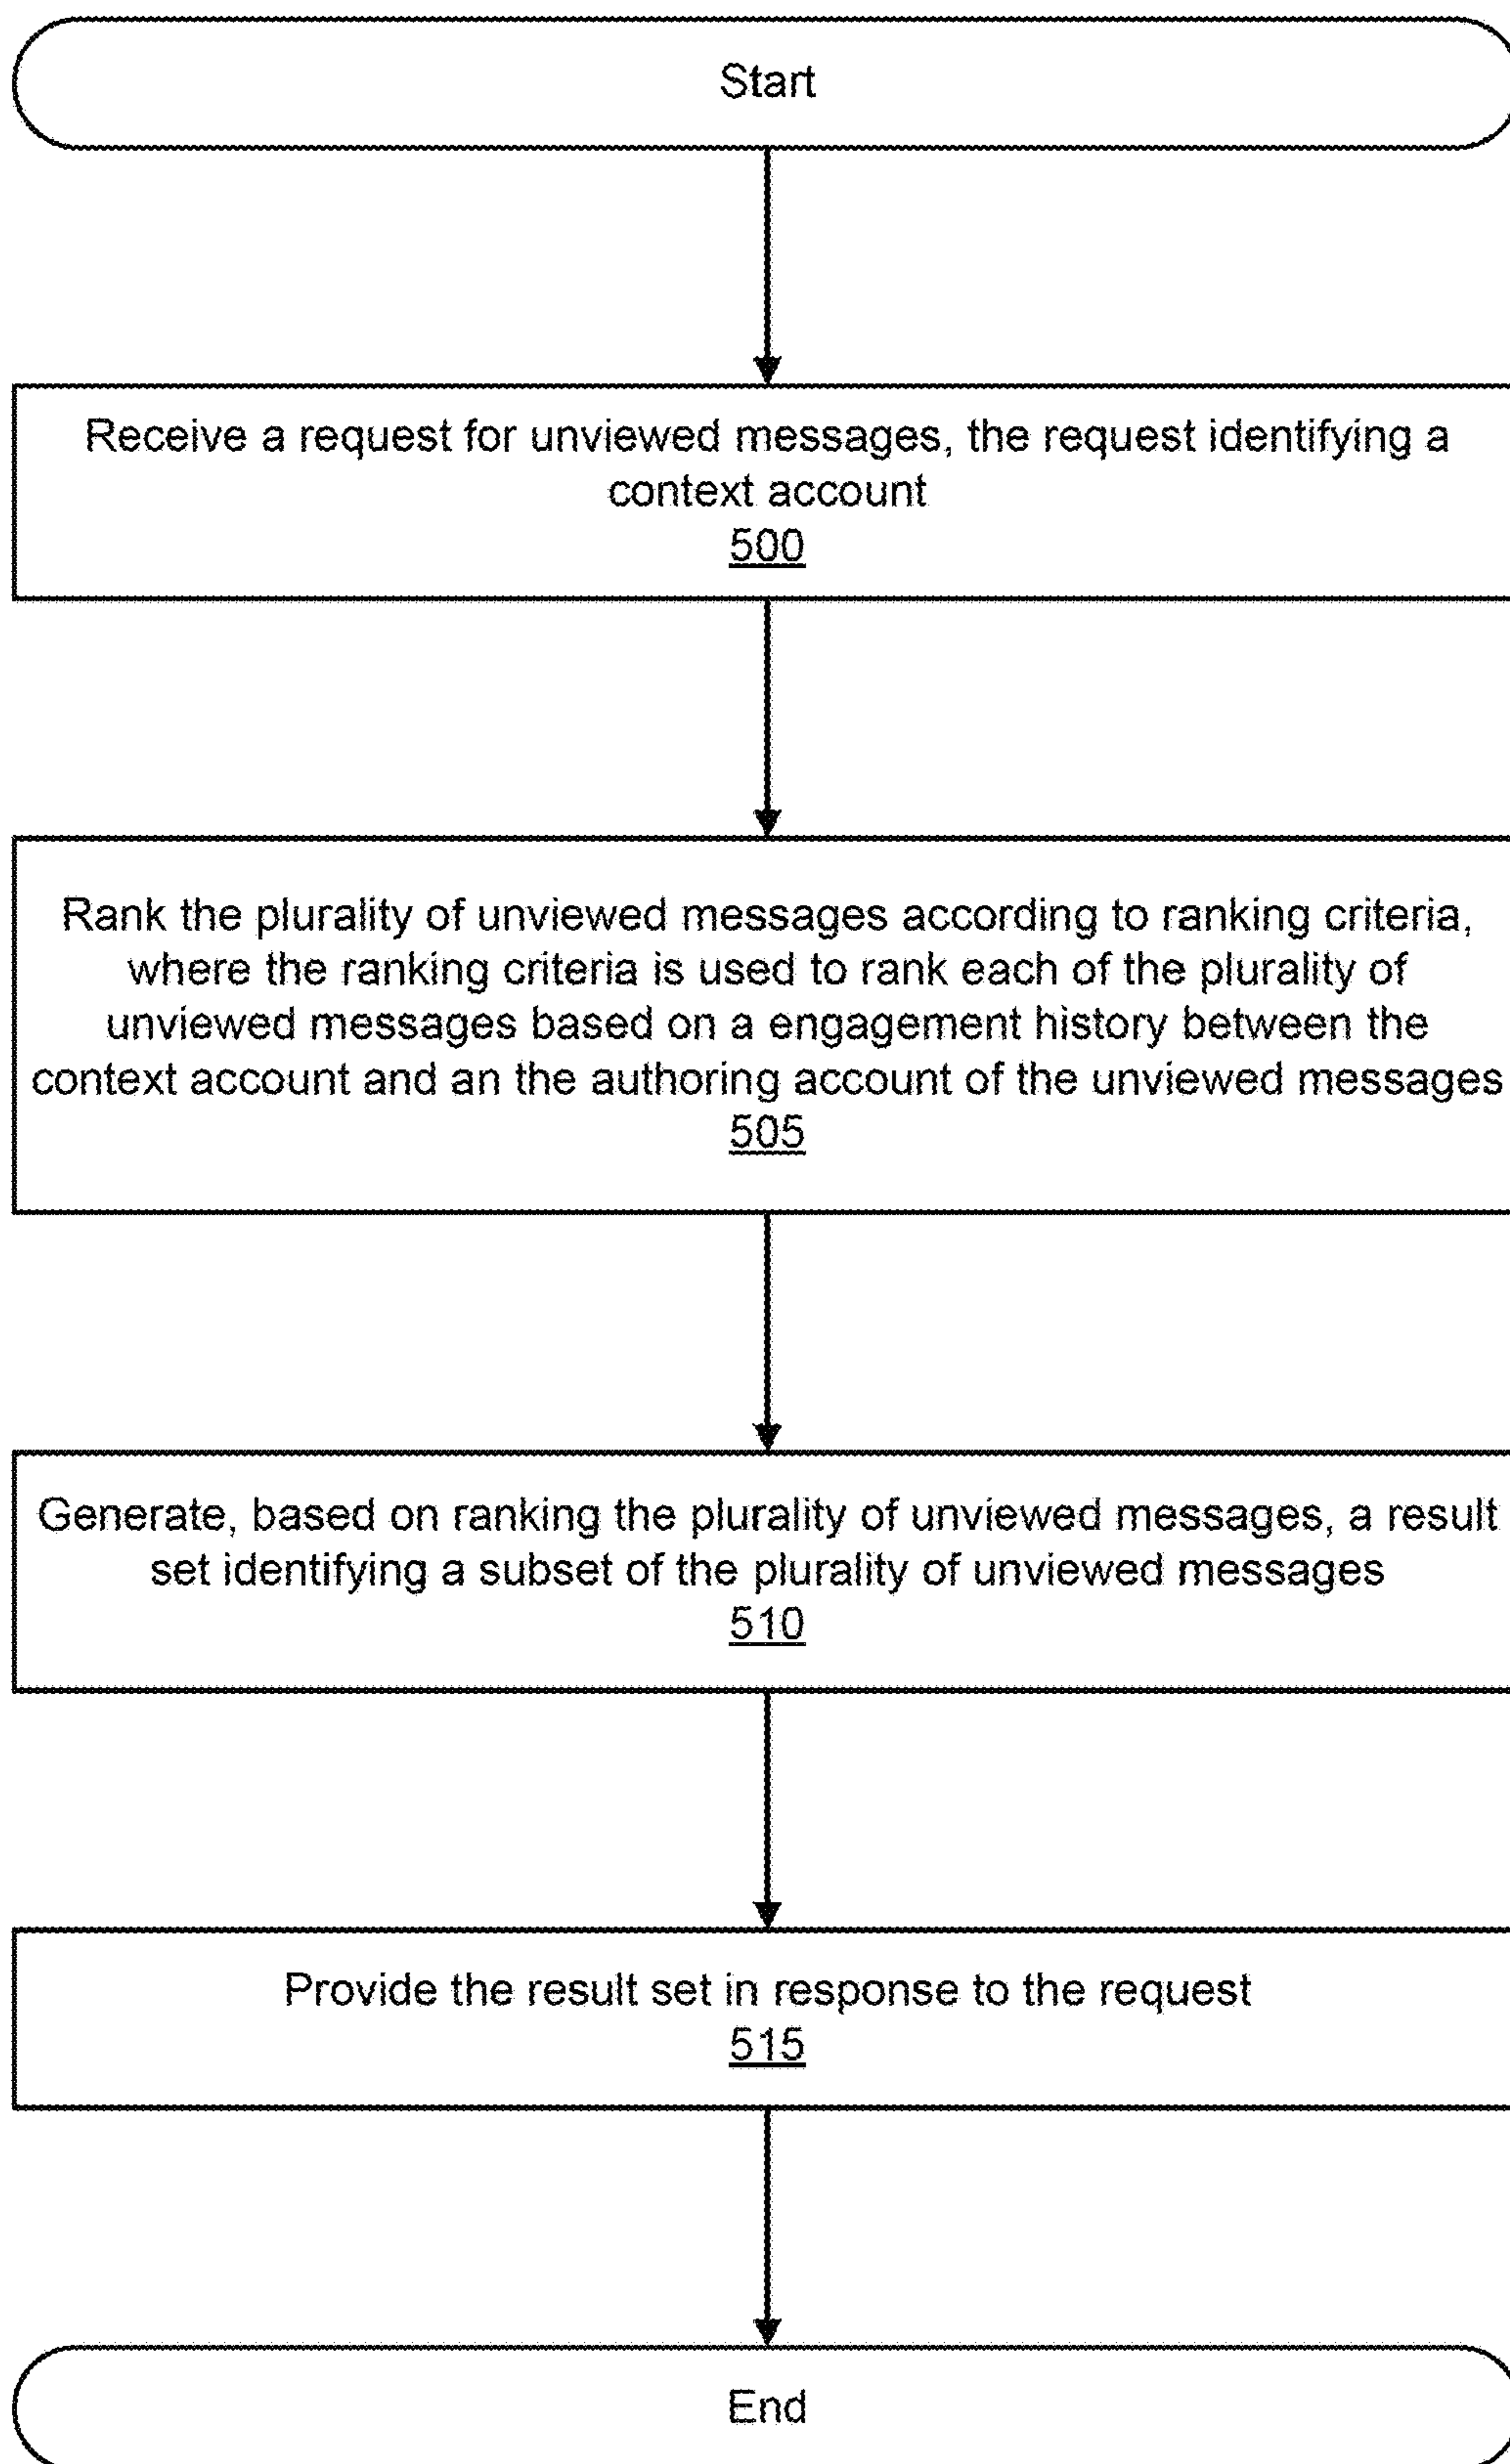 Start
Receive a request for unviewed messages, the request identifying a
context account
500
Rank the plurality of unviewed messages according to ranking criteria,
where the ranking criteria is used to rank each of the plurality of
unviewed messages based on a engagement history between the
context account and an the authoring account of the unviewed messages
505
Generate, based on ranking the plurality of unviewed messages, a result
set identifying a subset of the plurality of unviewed messages
510
Provide the result set in response to the request
515
End